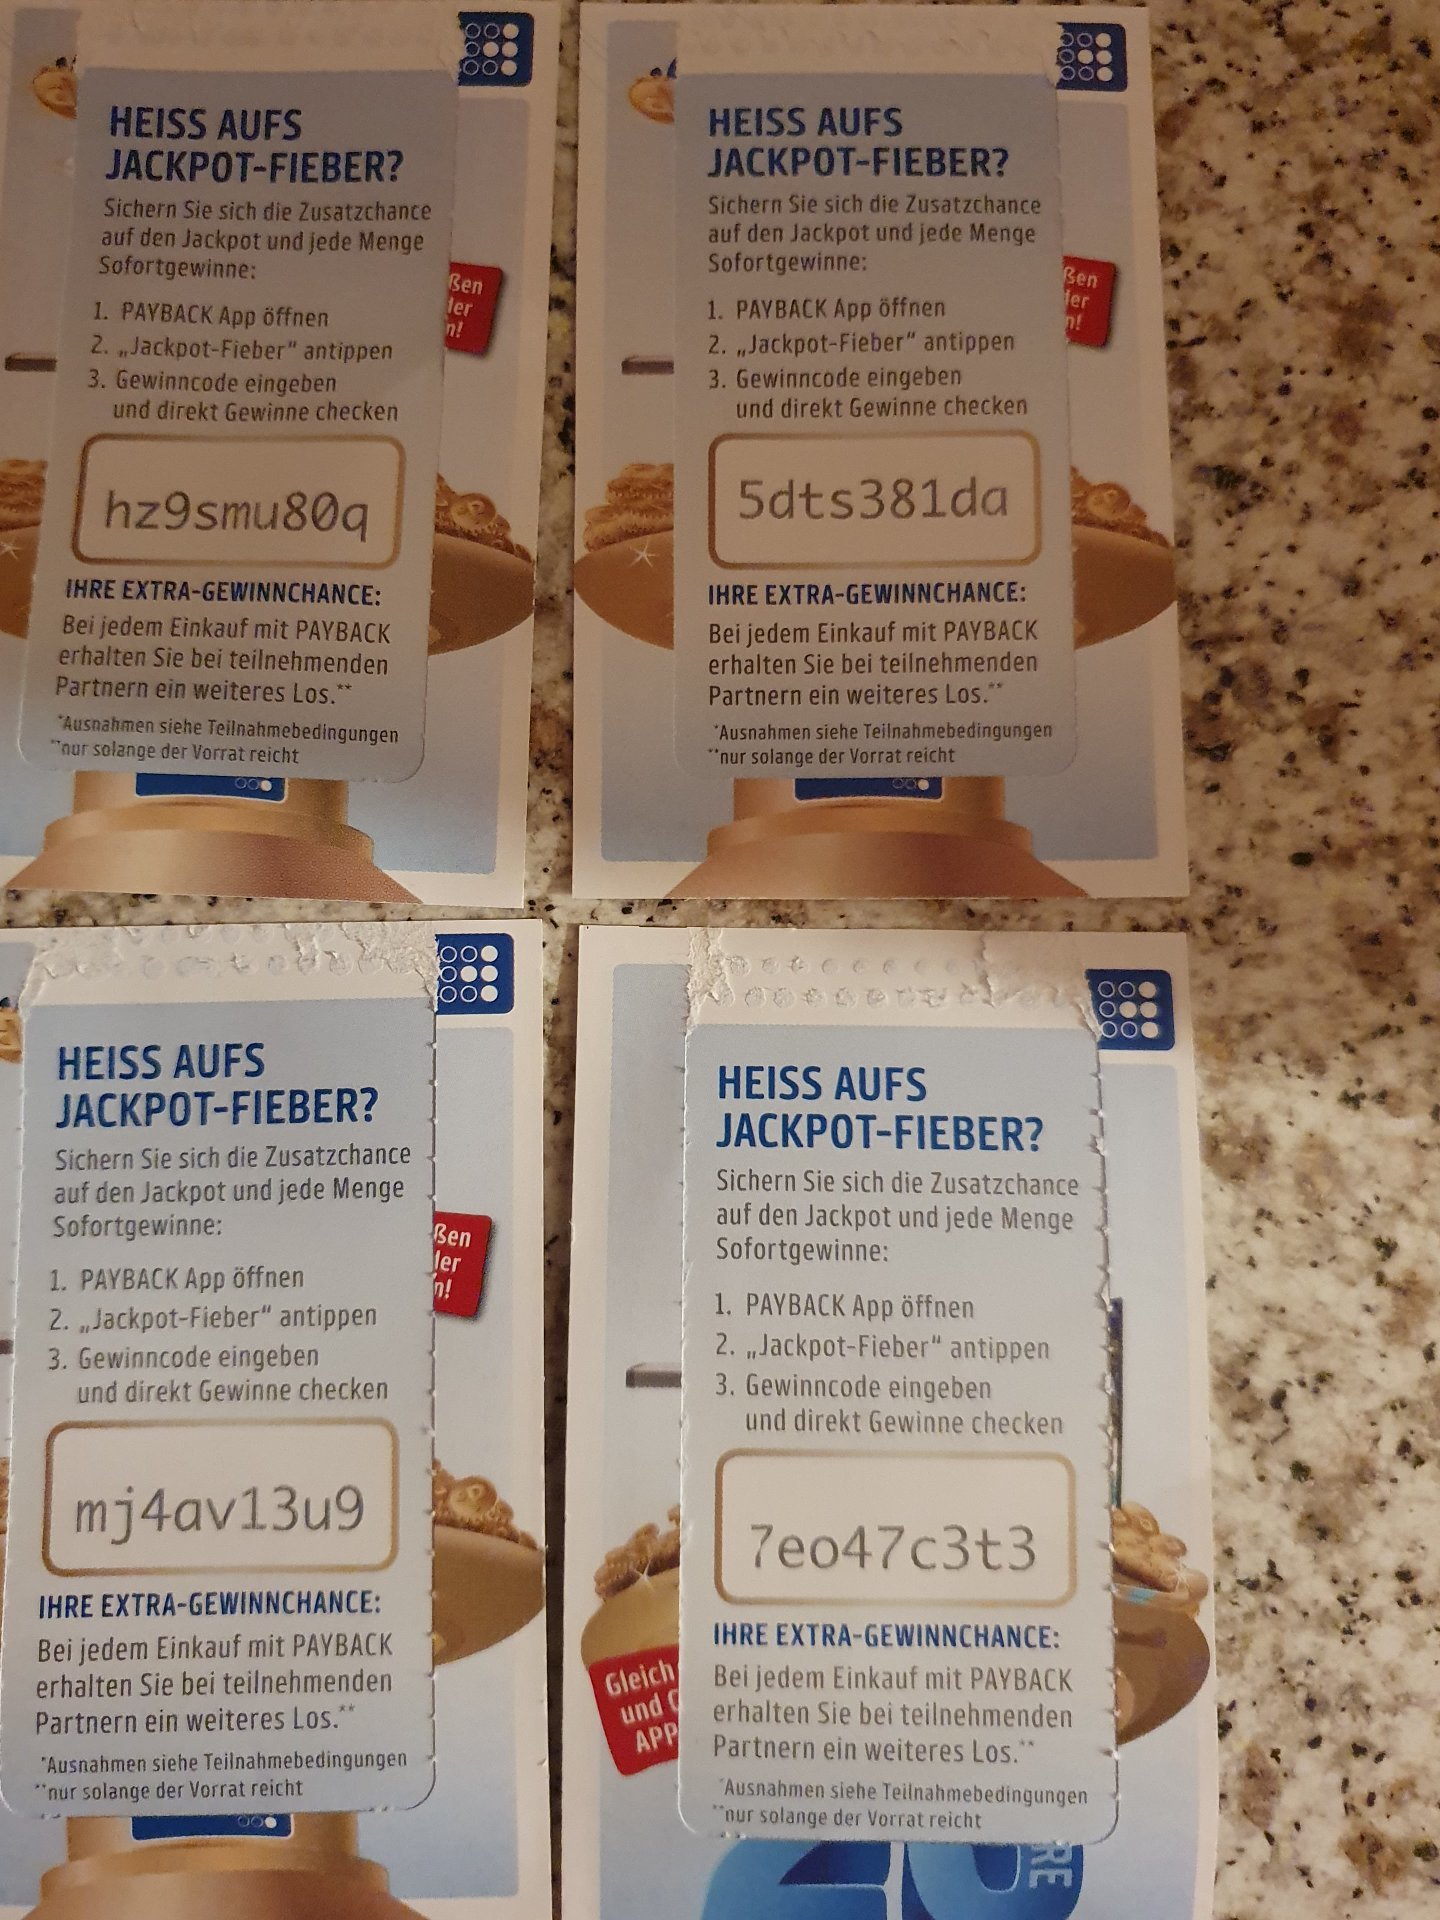 HEISS AUFS
JACKPOT-FIEBER?
Sichern Sie sich die Zusatzchance
auf den Jackpot und jede Menge
Sofortgewinne:
1. PAYBACK App öffnen
2. „Jackpot-Fieber“ antippen
3. Gewinncode eingeben
und direkt Gewinne checken
hz9smu80q
IHRE EXTRA-GEWINNCHANCE:
Bei jedem Einkauf mit PAYBACK
erhalten Sie bei teilnehmenden
Partnern ein weiteres Los.**
*Ausnahmen siehe Teilnahmebedingungen
**nur solange der Vorrat reicht
ßen
der
n!
HEISS AUFS
JACKPOT-FIEBER?
Sichern Sie sich die Zusatzchance
auf den Jackpot und jede Menge
Sofortgewinne:
1. PAYBACK App öffnen
2. „Jackpot-Fieber“ antippen
3. Gewinncode eingeben
und direkt Gewinne checken
5dts381da
IHRE EXTRA-GEWINNCHANCE:
Bei jedem Einkauf mit PAYBACK
erhalten Sie bei teilnehmenden
Partnern ein weiteres Los.**
*Ausnahmen siehe Teilnahmebedingungen
**nur solange der Vorrat reicht
ßen
der
n!
HEISS AUFS
JACKPOT-FIEBER?
Sichern Sie sich die Zusatzchance
auf den Jackpot und jede Menge
Sofortgewinne:
1. PAYBACK App öffnen
2. „Jackpot-Fieber“ antippen
3. Gewinncode eingeben
und direkt Gewinne checken
mj4av13u9
IHRE EXTRA-GEWINNCHANCE:
Bei jedem Einkauf mit PAYBACK
erhalten Sie bei teilnehmenden
Partnern ein weiteres Los.**
*Ausnahmen siehe Teilnahmebedingungen
**nur solange der Vorrat reicht
ßen
der
n!
HEISS AUFS
JACKPOT-FIEBER?
Sichern Sie sich die Zusatzchance
auf den Jackpot und jede Menge
Sofortgewinne:
1. PAYBACK App öffnen
2. „Jackpot-Fieber“ antippen
3. Gewinncode eingeben
und direkt Gewinne checken
7eo47c3t3
IHRE EXTRA-GEWINNCHANCE:
Bei jedem Einkauf mit PAYBACK
erhalten Sie bei teilnehmenden
Partnern ein weiteres Los.**
*Ausnahmen siehe Teilnahmebedingungen
**nur solange der Vorrat reicht
Gleich
und
APP
RE